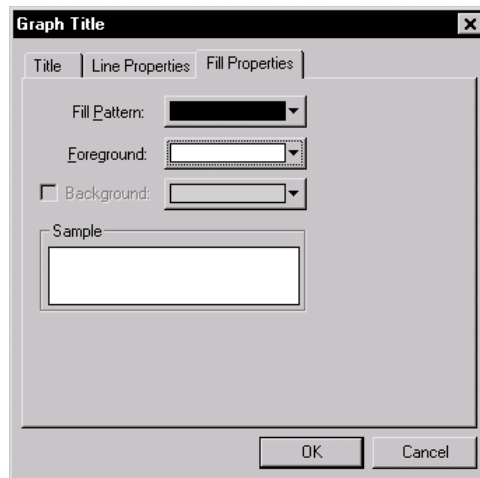 Graph Title
Title Line Properties Fill Properties
Fill Pattern:
Foreground:
Background:
Sample
OK Cancel